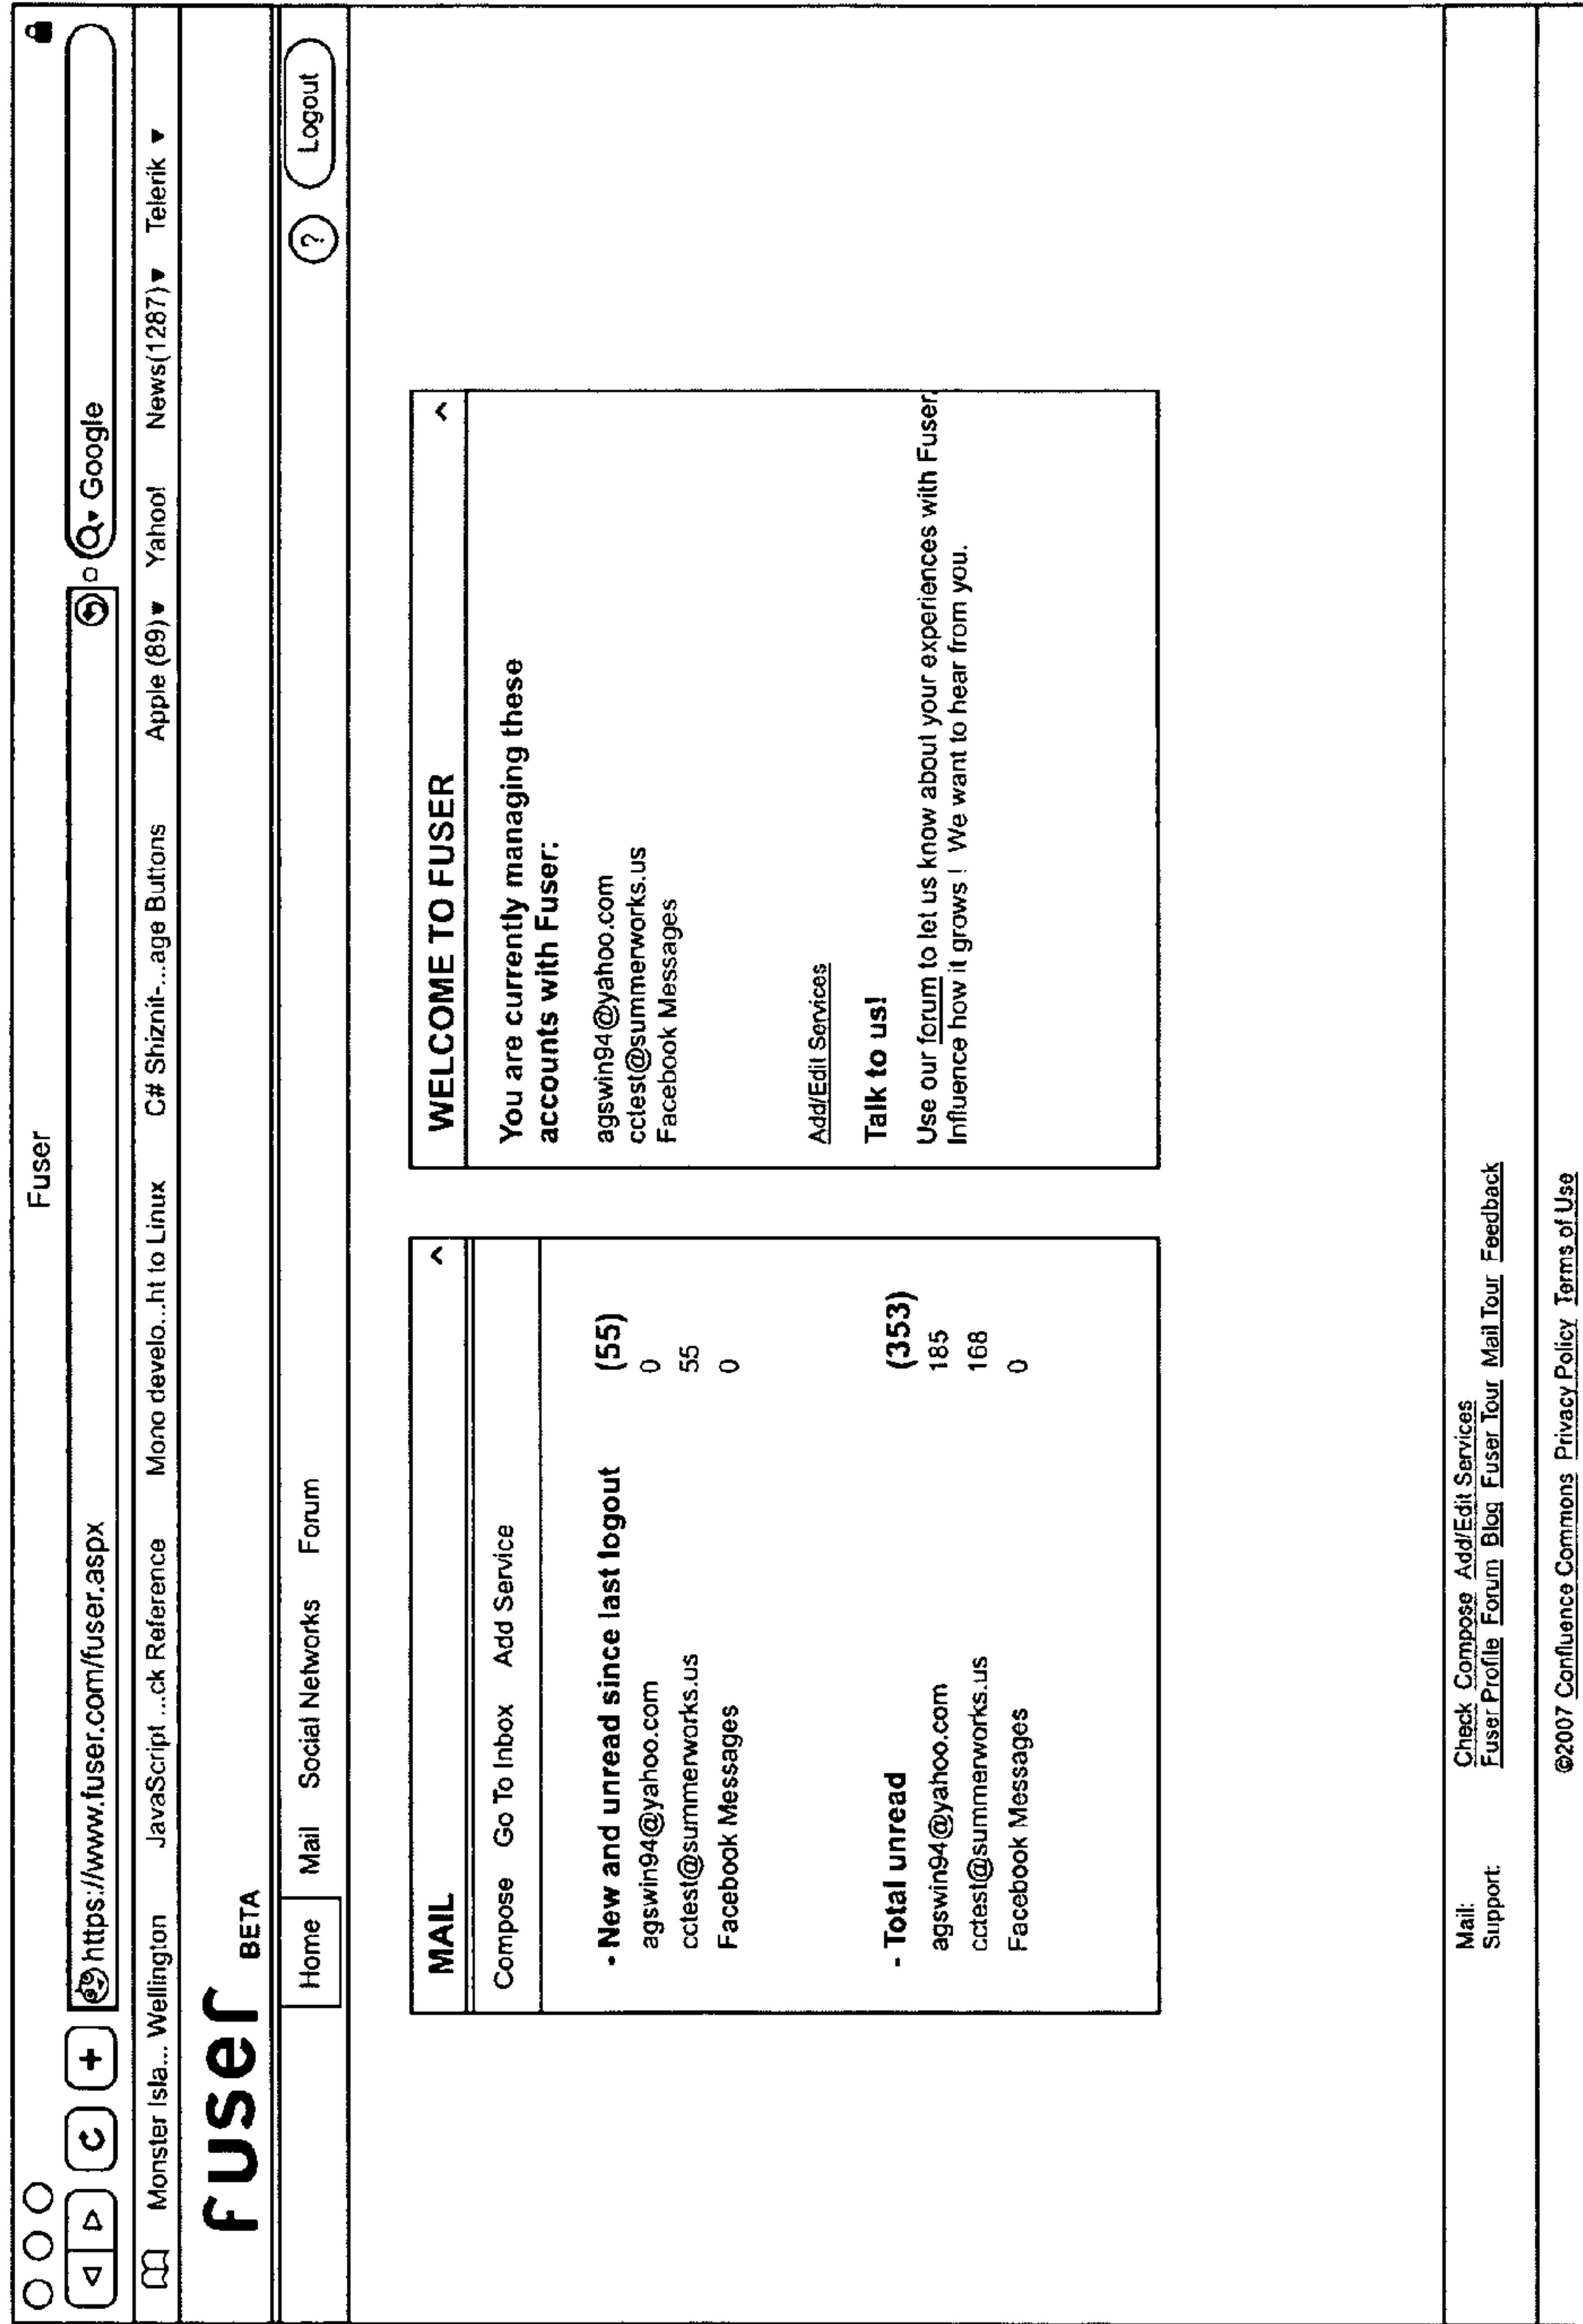 Fuser
https://www.fuser.com/fuser.aspx
Google
Monster Isla... Wellington JavaScript ...ck Reference Mono develo...ht to Linux C# Shiznit-...age Buttons Apple (89) Yahoo! News(1287) Telerik
fuser BETA
Home Mail Social Networks Forum ? Logout
MAIL
Compose Go To Inbox Add Service
• New and unread since last logout (55)
agswin94@yahoo.com 0
cctest@summerworks.us 55
Facebook Messages 0
- Total unread (353)
agswin94@yahoo.com 185
cctest@summerworks.us 168
Facebook Messages 0
WELCOME TO FUSER
You are currently managing these
accounts with Fuser:
agswin94@yahoo.com
cctest@summerworks.us
Facebook Messages
Add/Edit Services
Talk to us!
Use our forum to let us know about your experiences with Fuser.
Influence how it grows ! We want to hear from you.
Mail: Check Compose Add/Edit Services
Support: Fuser Profile Forum Blog Fuser Tour Mail Tour Feedback
©2007 Confluence Commons Privacy Policy Terms of Use